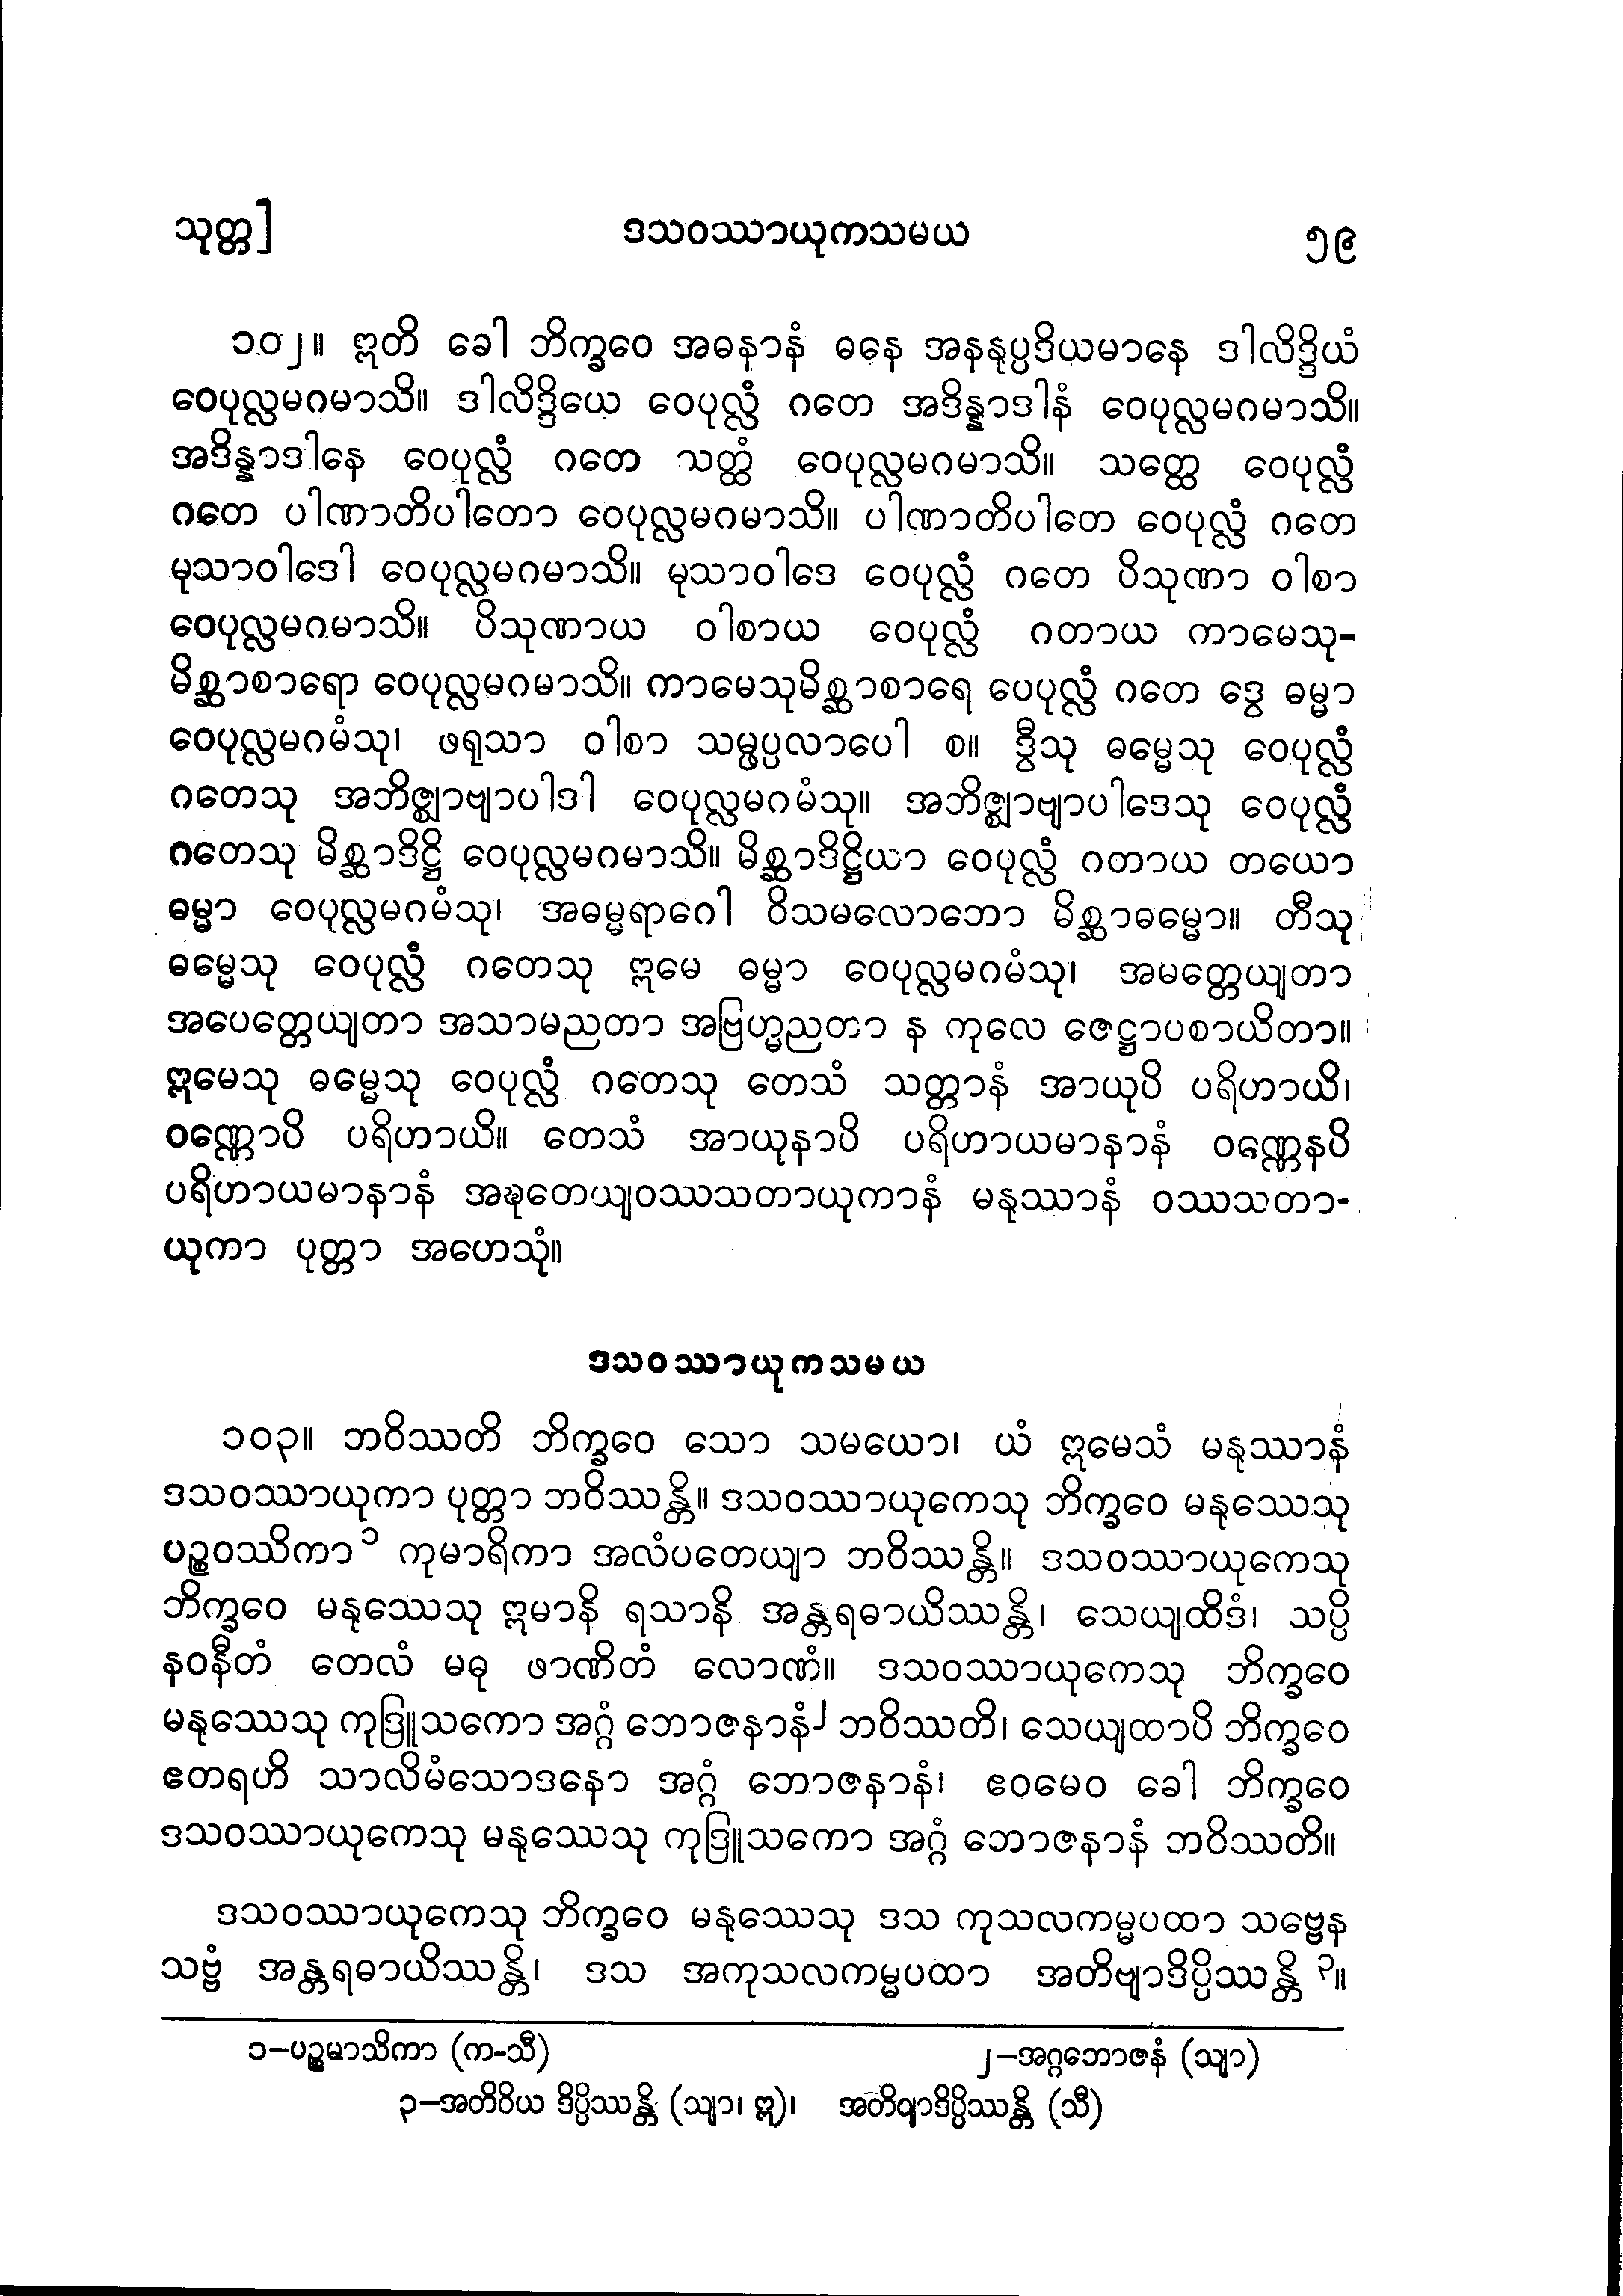 သုတ္တ]
ဒသဝဿာယုကသမယ
၅၉
၁၀၂။ ဣတိ ခေါ ဘိက္ခဝေ အဓနာနံ ဓနေ အနနုပ္ပဒိယမာနေ ဒါလိဒ္ဒိယံ
ဝေပုလ္လမဂမာသိ။ ဒါလိဒ္ဒိယေ ဝေပုလ္လံ ဂတေ အဒိန္နာဒါနံ ဝေပုလ္လမဂမာသိ။
အဒိန္နာဒါနေ ဝေပုလ္လံ ဂတေ သတ္ထံ ဝေပုလ္လမဂမာသိ။ သတ္ထေ ဝေပုလ္လံ
ဂတေ ပါဏာတိပါတော ဝေပုလ္လမဂမာသိ။ ပါဏာတိပါတေ ဝေပုလ္လံ ဂတေ
မုသာဝါဒေါ ဝေပုလ္လမဂမာသိ။ မုသာဝါဒေ ဝေပုလ္လံ ဂတေ ပိသုဏာ ဝါစာ
ဝေပုလ္လမဂမာသိ။ ပိသုဏာယ ဝါစာယ ဝေပုလ္လံ ဂတာယ ကာမေသု-
မိစ္ဆာစာရော ဝေပုလ္လမဂမာသိ။ ကာမေသုမိစ္ဆာစာရေ ပေပုလ္လံ ဂတေ ဒွေ ဓမ္မာ
ဝေပုလ္လမဂမံသု၊ ဖရုသာ ဝါစာ သမ္ဖပ္ပလာပေါ စ။ ဒွီသု ဓမ္မေသု ဝေပုလ္လံ
ဂတေသု အဘိဇ္ဈာဗျာပါဒါ ဝေပုလ္လမဂမံသု။ အဘိဇ္ဈာဗျာပါဒေသု ဝေပုလ္လံ
ဂတေသု မိစ္ဆာဒိဋ္ဌိ ဝေပုလ္လမဂမာသိ။ မိစ္ဆာဒိဋ္ဌိယာ ဝေပုလ္လံ ဂတာယ တယော
ဓမ္မာ ဝေပုလ္လမဂမံသု၊ အဓမ္မရာဂေါ ဝိသမလောဘော မိစ္ဆာဓမ္မော။ တီသု
ဓမ္မေသု ဝေပုလ္လံ ဂတေသု ဣမေ ဓမ္မာ ဝေပုလ္လမဂမံသု၊ အမတ္တေယျတာ
အပေတ္တေယျတာ အသာမညတာ အဗြဟ္မညတာ န ကုလေ ဇေဋ္ဌာပစာယိတာ။
ဣမေသု ဓမ္မေသု ဝေပုလ္လံ ဂတေသု တေသံ သတ္တာနံ အာယုပိ ပရိဟာယိ၊
ဝဏ္ဏောပိ ပရိဟာယိ။ တေသံ အာယုနာပိ ပရိဟာယမာနာနံ ဝဏ္ဏေနပိ
ပရိဟာယမာနာနံ အဍ္ဎတေယျဝဿသတာယုကာနံ မနုဿာနံ ဝဿသတာ-
ယုကာ ပုတ္တာ အဟေသုံ။
ဒသဝဿာယုကသမယ
၁၀၃။ ဘဝိဿတိ ဘိက္ခဝေ သော သမယော၊ ယံ ဣမေသံ မနုဿာနံ
ဒသဝဿာယုကာ ပုတ္တာ ဘဝိဿန္တိ။ ဒသဝဿာယုကေသု ဘိက္ခဝေ မနုဿေသု
ပဉ္စဝဿိကာ၁ ကုမာရိကာ အလံပတေယျာ ဘဝိဿန္တိ။ ဒသဝဿာယုကေသု
ဘိက္ခဝေ မနုဿေသု ဣမာနိ ရသာနိ အန္တရဓာယိဿန္တိ၊ သေယျထိဒံ၊ သပ္ပိ
နဝနီတံ တေလံ မဓု ဖာဏိတံ လောဏံ။ ဒသဝဿာယုကေသု ဘိက္ခဝေ
မနုဿေသု ကုဒြူသကော အဂ္ဂံ ဘောဇနာနံ၂ ဘဝိဿတိ၊ သေယျထာပိ ဘိက္ခဝေ
ဧတရဟိ သာလိမံသောဒနော အဂ္ဂံ ဘောဇနာနံ၊ ဧဝမေဝ ခေါ ဘိက္ခဝေ
ဒသဝဿာယုကေသု မနုဿေသု ကုဒြူသကော အဂ္ဂံ ဘောဇနာနံ ဘဝိဿတိ။
ဒသဝဿာယုကေသု ဘိက္ခဝေ မနုဿေသု ဒသ ကုသလကမ္မပထာ သဗ္ဗေန
သဗ္ဗံ အန္တရဓာယိဿန္တိ၊ ဒသ အကုသလကမ္မပထာ အတိဗျာဒိပ္ပိဿန္တိ ၃။
၁–ပဉ္စမာသိကာ (က-သီ)
၂–အဂ္ဂဘောဇနံ (သျာ)
၃–အတိဝိယ ဒိပ္ပိဿန္တိ (သျာ၊ ဣ)၊ အတိဝျာဒိပ္ပိဿန္တိ (သီ)